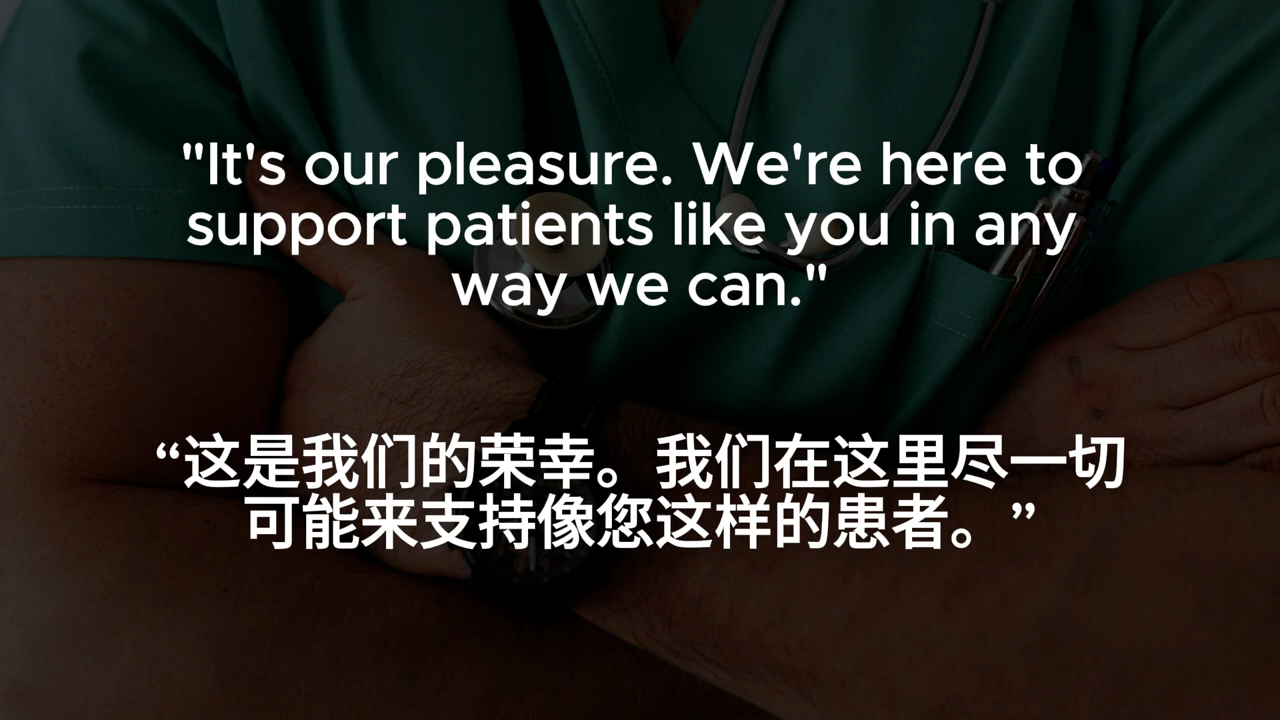 "It's our pleasure. We're here to
support patients like you in any
way we can."
“这是我们的荣幸。我们在这里尽一切
可能来支持像您这样的患者。”